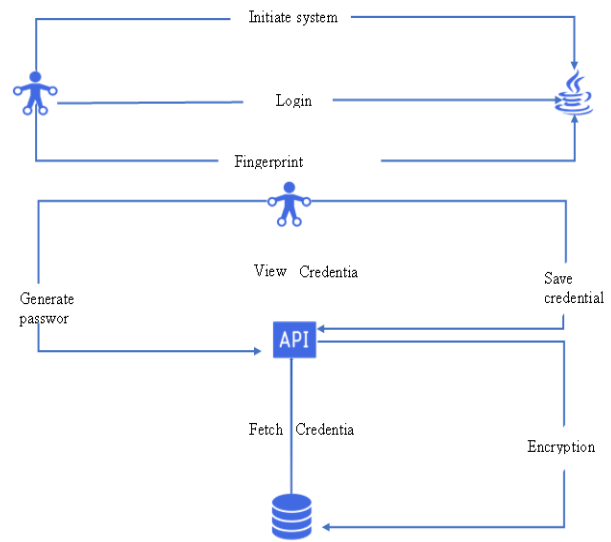 Initiate system
Login
Fingerprint
View Credentia
Generate
passwor
Save
credential
API
Fetch Credentia
Encryption